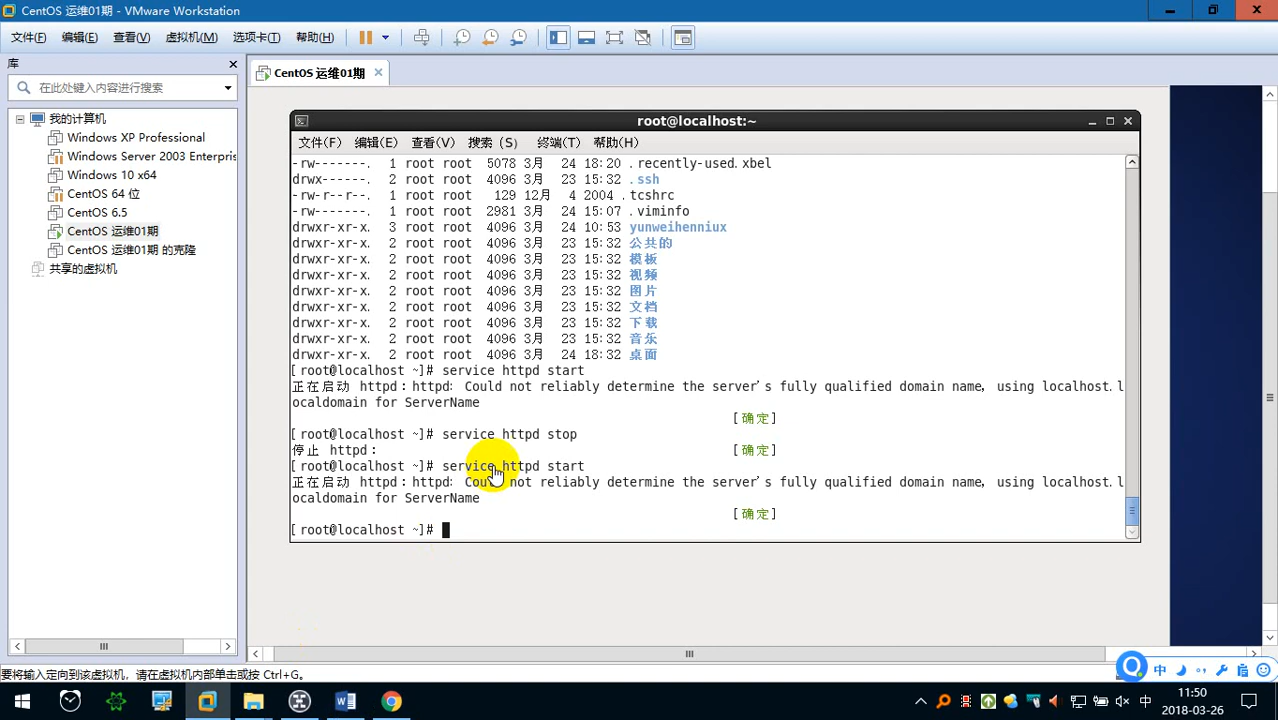 CentOS 运维01期 - VMware Workstation
文件(F) 编辑(E) 查看(V) 虚拟机(M) 选项卡(T) 帮助(H)
库
在此处键入内容进行搜索
我的计算机
Windows XP Professional
Windows Server 2003 Enterpris
Windows 10 x64
CentOS 64 位
CentOS 6.5
CentOS 运维01期
CentOS 运维01期 的克隆
共享的虚拟机
CentOS 运维01期
root@localhost:~
文件(F) 编辑(E) 查看(V) 搜索 (S) 终端(T) 帮助(H)
-rw-------. 1 root root 5078 3月 24 18:20 .recently-used.xbel
drwx------. 2 root root 4096 3月 23 15:32 .ssh
-rw-r--r--. 1 root root 129 12月 4 2004 .tcshrc
-rw-------. 1 root root 2981 3月 24 15:07 .viminfo
drwxr-xr-x. 3 root root 4096 3月 24 10:53 yunweihenniux
drwxr-xr-x. 2 root root 4096 3月 23 15:32 公共的
drwxr-xr-x. 2 root root 4096 3月 23 15:32 模板
drwxr-xr-x. 2 root root 4096 3月 23 15:32 视频
drwxr-xr-x. 2 root root 4096 3月 23 15:32 图片
drwxr-xr-x. 2 root root 4096 3月 23 15:32 文档
drwxr-xr-x. 2 root root 4096 3月 23 15:32 下载
drwxr-xr-x. 2 root root 4096 3月 23 15:32 音乐
drwxr-xr-x. 2 root root 4096 3月 24 18:32 桌面
[root@localhost ~]# service httpd start
正在启动 httpd：httpd: Could not reliably determine the server's fully qualified domain name, using localhost.l
ocaldomain for ServerName
[确定]
[root@localhost ~]# service httpd stop
停止 httpd： [确定]
[root@localhost ~]# service httpd start
正在启动 httpd：httpd: Could not reliably determine the server's fully qualified domain name, using localhost.l
ocaldomain for ServerName
[确定]
[root@localhost ~]#
要将输入定向到该虚拟机，请在虚拟机内部单击或按 Ctrl+G。
中
中
11:50
2018-03-26